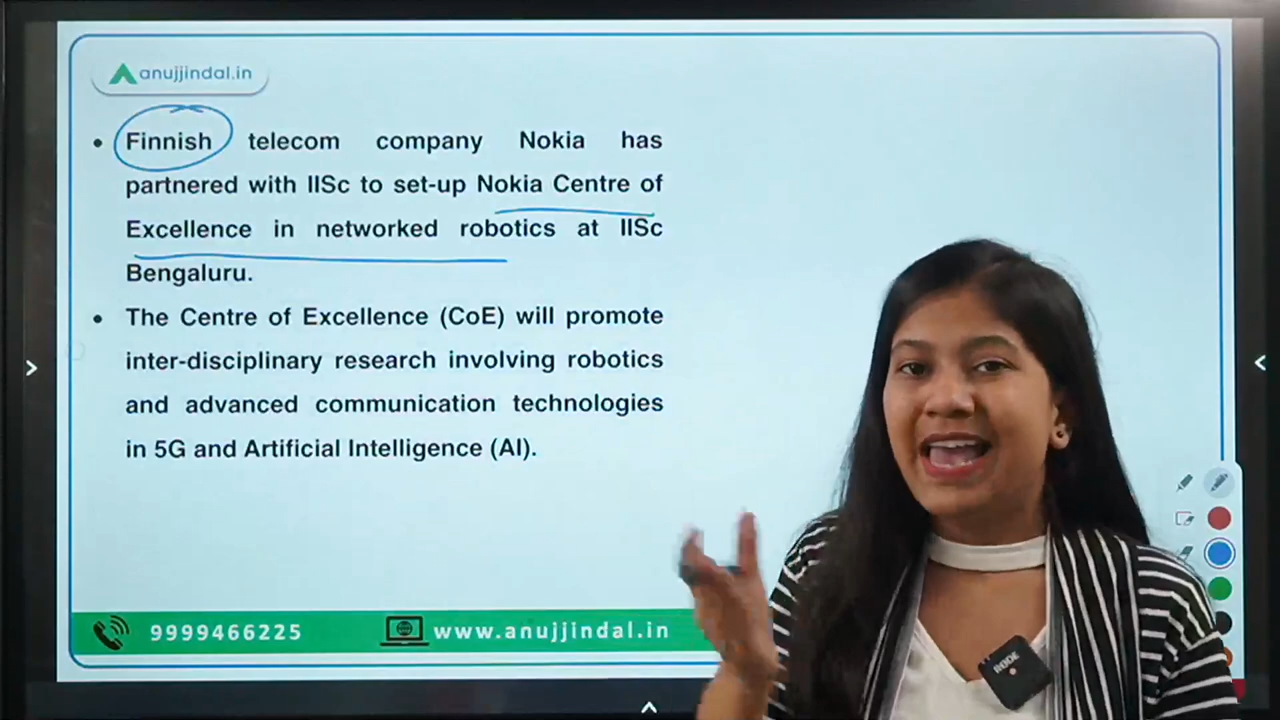 anujjindal.in
• Finnish telecom company Nokia has
partnered with IISc to set-up Nokia Centre of
Excellence in networked robotics at IISc
Bengaluru.
• The Centre of Excellence (CoE) will promote
inter-disciplinary research involving robotics
and advanced communication technologies
in 5G and Artificial Intelligence (AI).
9999466225 www.anujjindal.in
RODE